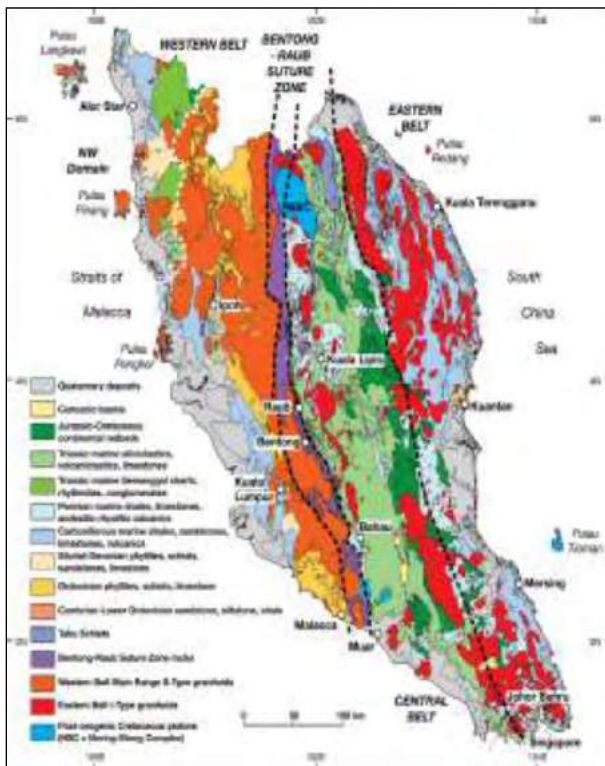 WESTERN BELT
BENTONG
- RAUB
SUTURE
ZONE
Pulau
Langkawi
Alor Star
EASTERN
BELT
Pulau
Redang
NW
Domain
Kuala Terengganu
Pulau
Pinang
Straits of
Malacca
South
China
Sea
Ipoh
Pulau
Pangkor
Kuala Lipis
Kuantan
Raub
Bentong
Kuala
Lumpur
Bahau
Pulau
Tioman
Mersing
Malacca
Muar
Johor Bahru
CENTRAL
BELT
Singapore
Quaternary deposits
Cenozoic basins
Jurassic-Cretaceous
continental redbeds
Triassic marine siliciclastics,
volcaniclastics, limestones
Triassic marine Semanggol cherts,
rhythmites, conglomerates
Permian marine shales, limestones,
andesitic-rhyolitic volcanics
Carboniferous marine shales, sandstones,
limestones, volcanics
Silurian-Devonian phyllites, schists,
sandstones, limestone
Ordovician phyllites, schists, limestone
Cambrian-Lower Ordovician sandstone, siltstone, shale
Taku Schists
Bentong-Raub Suture Zone rocks
Western Belt Main Range S-Type granitoids
Eastern Belt I-Type granitoids
Post-orogenic Cretaceous plutons
0 50 100 km